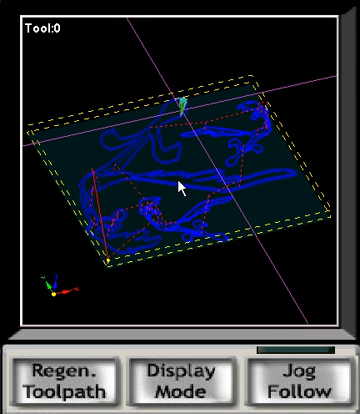 Tool:0
Regen.
Toolpath
Display
Mode
Jog
Follow